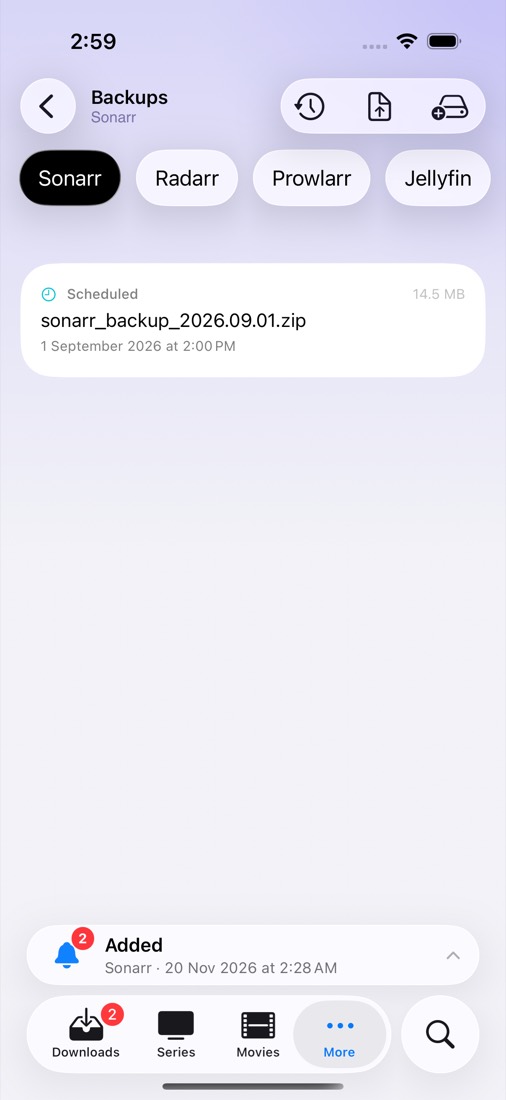 2:59
Backups
Sonarr
Sonarr
Radarr
Prowlarr
Jellyfin
Scheduled
14.5 MB
sonarr_backup_2026.09.01.zip
1 September 2026 at 2:00 PM
2
Added
Sonarr · 20 Nov 2026 at 2:28 AM
2
Downloads
Series
Movies
More